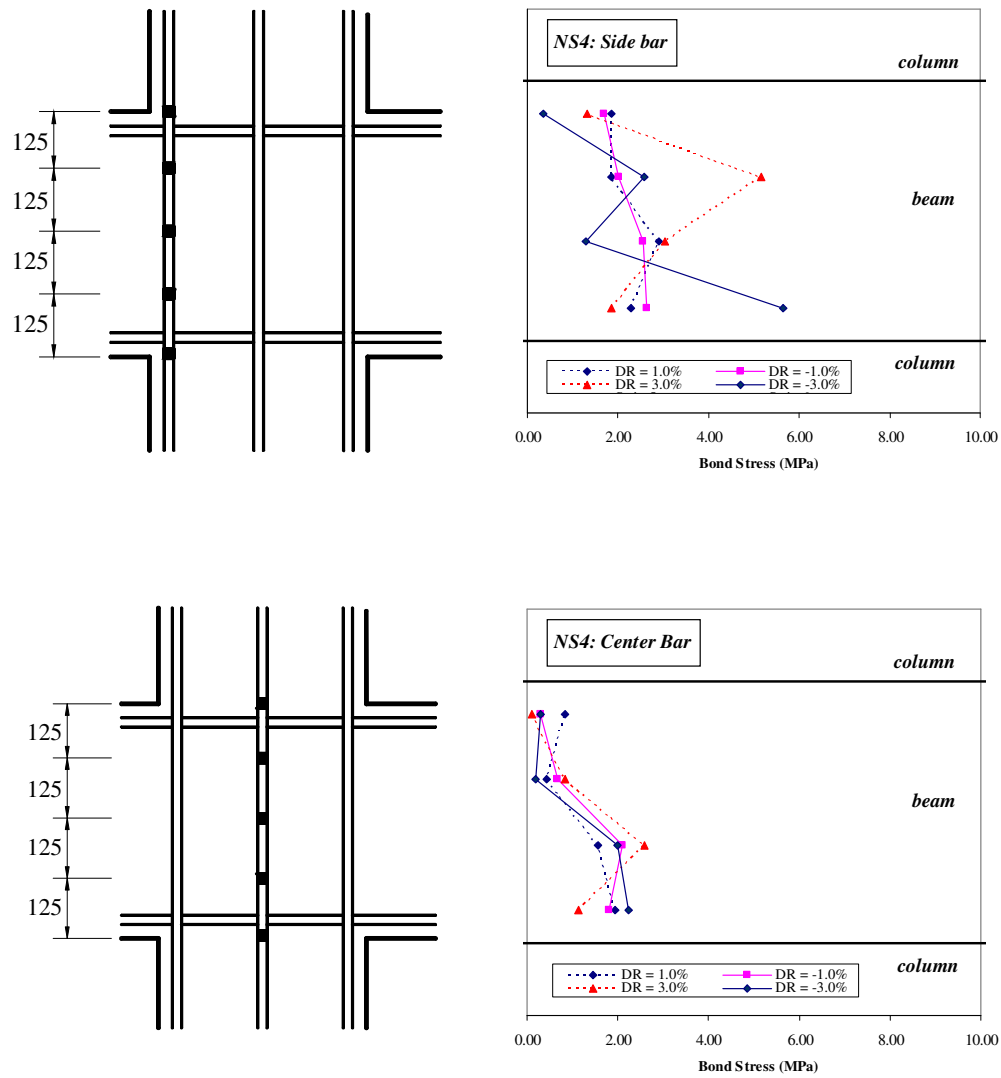 125
125
125
125
NS4: Side bar
column
beam
column
DR = 1.0%
DR = -1.0%
DR = 3.0%
DR = -3.0%
0.00
2.00
4.00
6.00
8.00
10.00
Bond Stress (MPa)
125
125
125
125
NS4: Center Bar
column
beam
column
DR = 1.0%
DR = -1.0%
DR = 3.0%
DR = -3.0%
0.00
2.00
4.00
6.00
8.00
10.00
Bond Stress (MPa)